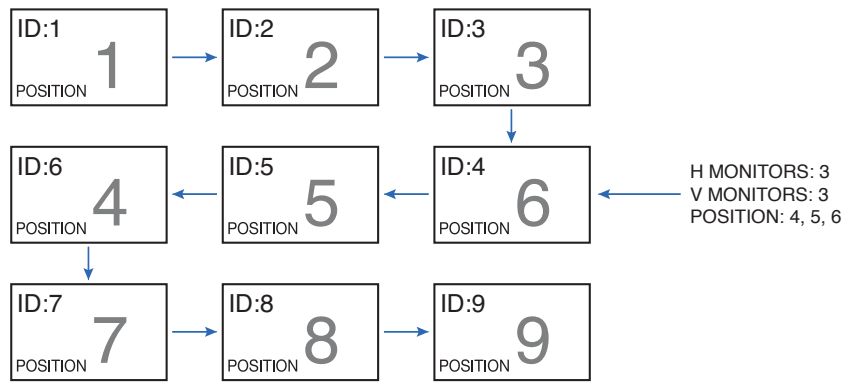 ID:1
POSITION 1
ID:2
POSITION 2
ID:3
POSITION 3
ID:6
POSITION 4
ID:5
POSITION 5
ID:4
POSITION 6
H MONITORS: 3
V MONITORS: 3
POSITION: 4, 5, 6
ID:7
POSITION 7
ID:8
POSITION 8
ID:9
POSITION 9